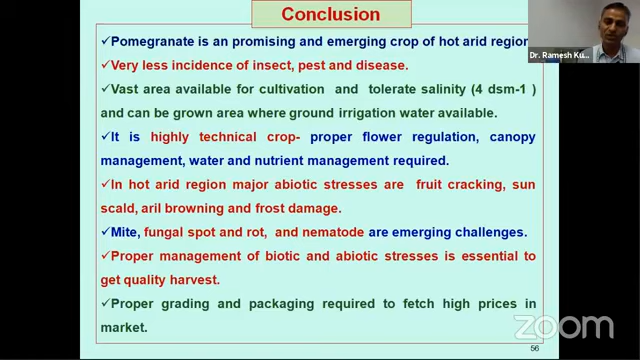 Conclusion
✓Pomegranate is an promising and emerging crop of hot arid region
✓Very less incidence of insect, pest and disease.
✓Vast area available for cultivation and tolerate salinity (4 dsm-1 )
and can be grown area where ground irrigation water available.
✓It is highly technical crop- proper flower regulation, canopy
management, water and nutrient management required.
✓In hot arid region major abiotic stresses are fruit cracking, sun
scald, aril browning and frost damage.
✓Mite, fungal spot and rot, and nematode are emerging challenges.
✓Proper management of biotic and abiotic stresses is essential to
get quality harvest.
✓Proper grading and packaging required to fetch high prices in
market.
Dr. Ramesh Ku...
zoom
56